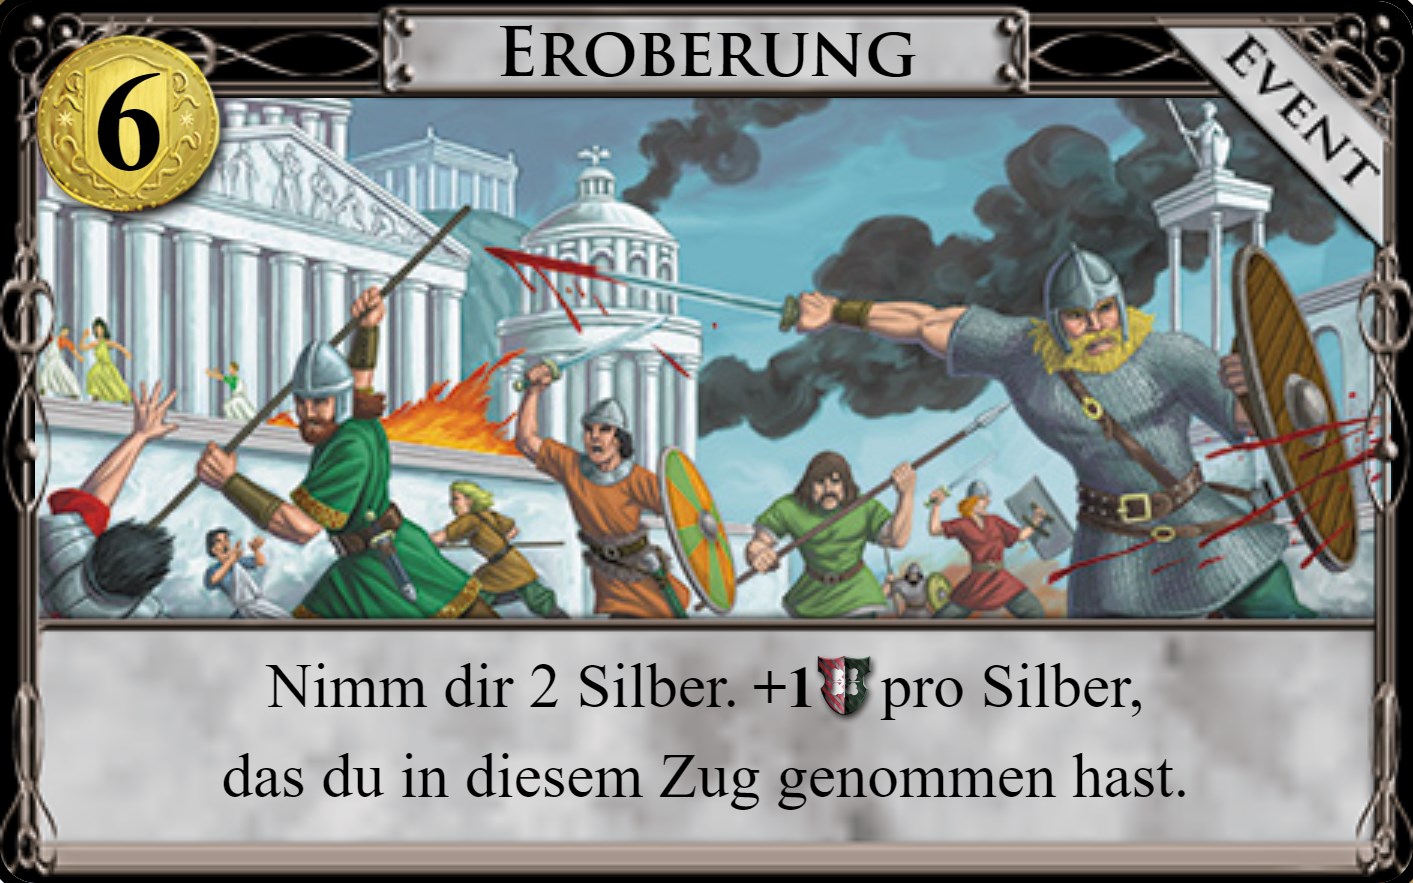 EROBERUNG
6
EVENT
Nimm dir 2 Silber. +1 pro Silber,
das du in diesem Zug genommen hast.